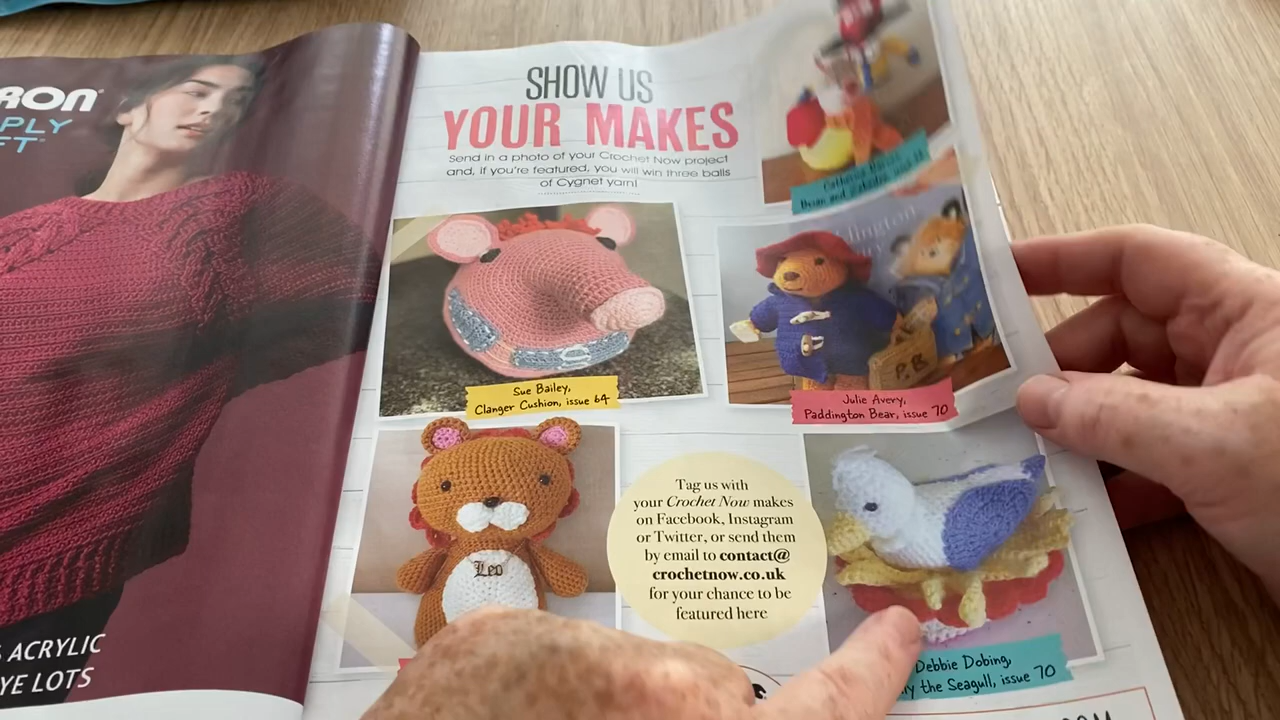 RON
PLY
ET
ACRYLIC
YE LOTS
SHOW US
YOUR MAKES
Send in a photo of your Crochet Now project
and, if you're featured, you will win three balls
of Cygnet yarn!
Sue Bailey,
Clanger Cushion, issue 64
Julie Avery,
Paddington Bear, issue 70
P.B
Leo
Tag us with
your Crochet Now makes
on Facebook, Instagram
or Twitter, or send them
by email to contact@
crochetnow.co.uk
for your chance to be
featured here
Debbie Dobing,
the Seagull, issue 70